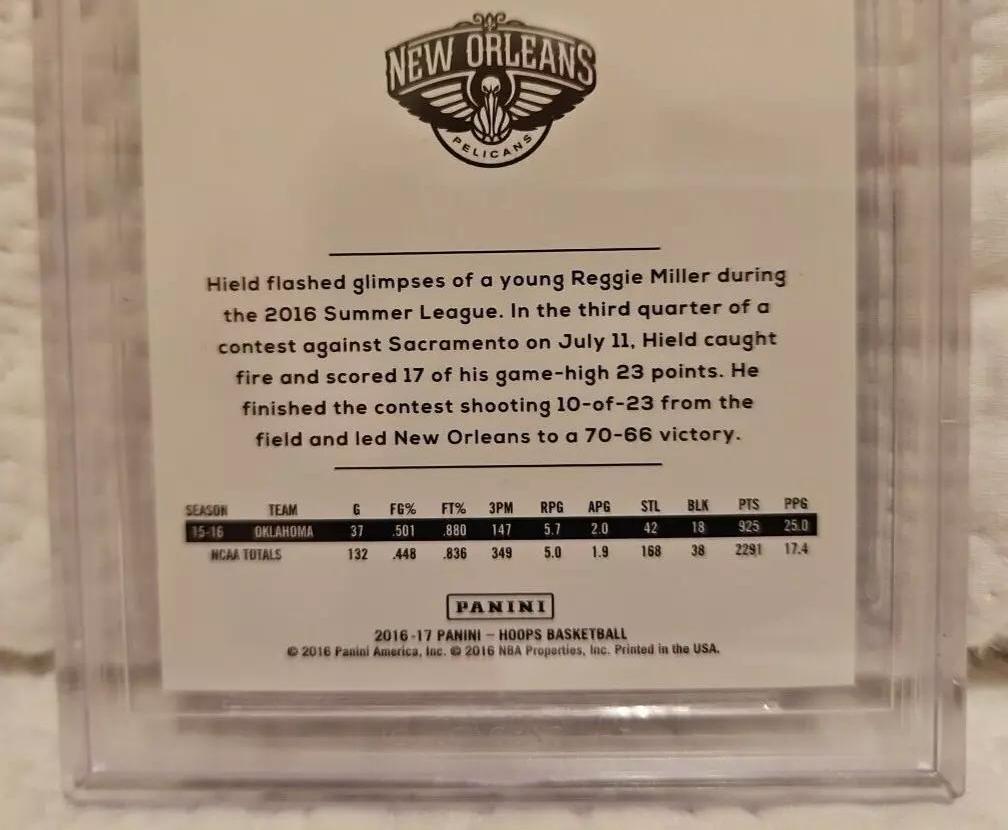 NEW ORLEANS
PELICANS
Hield flashed glimpses of a young Reggie Miller during
the 2016 Summer League. In the third quarter of a
contest against Sacramento on July 11, Hield caught
fire and scored 17 of his game-high 23 points. He
finished the contest shooting 10-of-23 from the
field and led New Orleans to a 70-66 victory.
SEASON TEAM G FG% FT% 3PM RPG APG STL BLK PTS PPG
15-16 OKLAHOMA 37 .501 .880 147 5.7 2.0 42 18 925 25.0
NCAA TOTALS 132 .448 .836 349 5.0 1.9 168 38 2291 17.4
PANINI
2016-17 PANINI – HOOPS BASKETBALL
© 2016 Panini America, Inc. © 2016 NBA Properties, Inc. Printed in the USA.